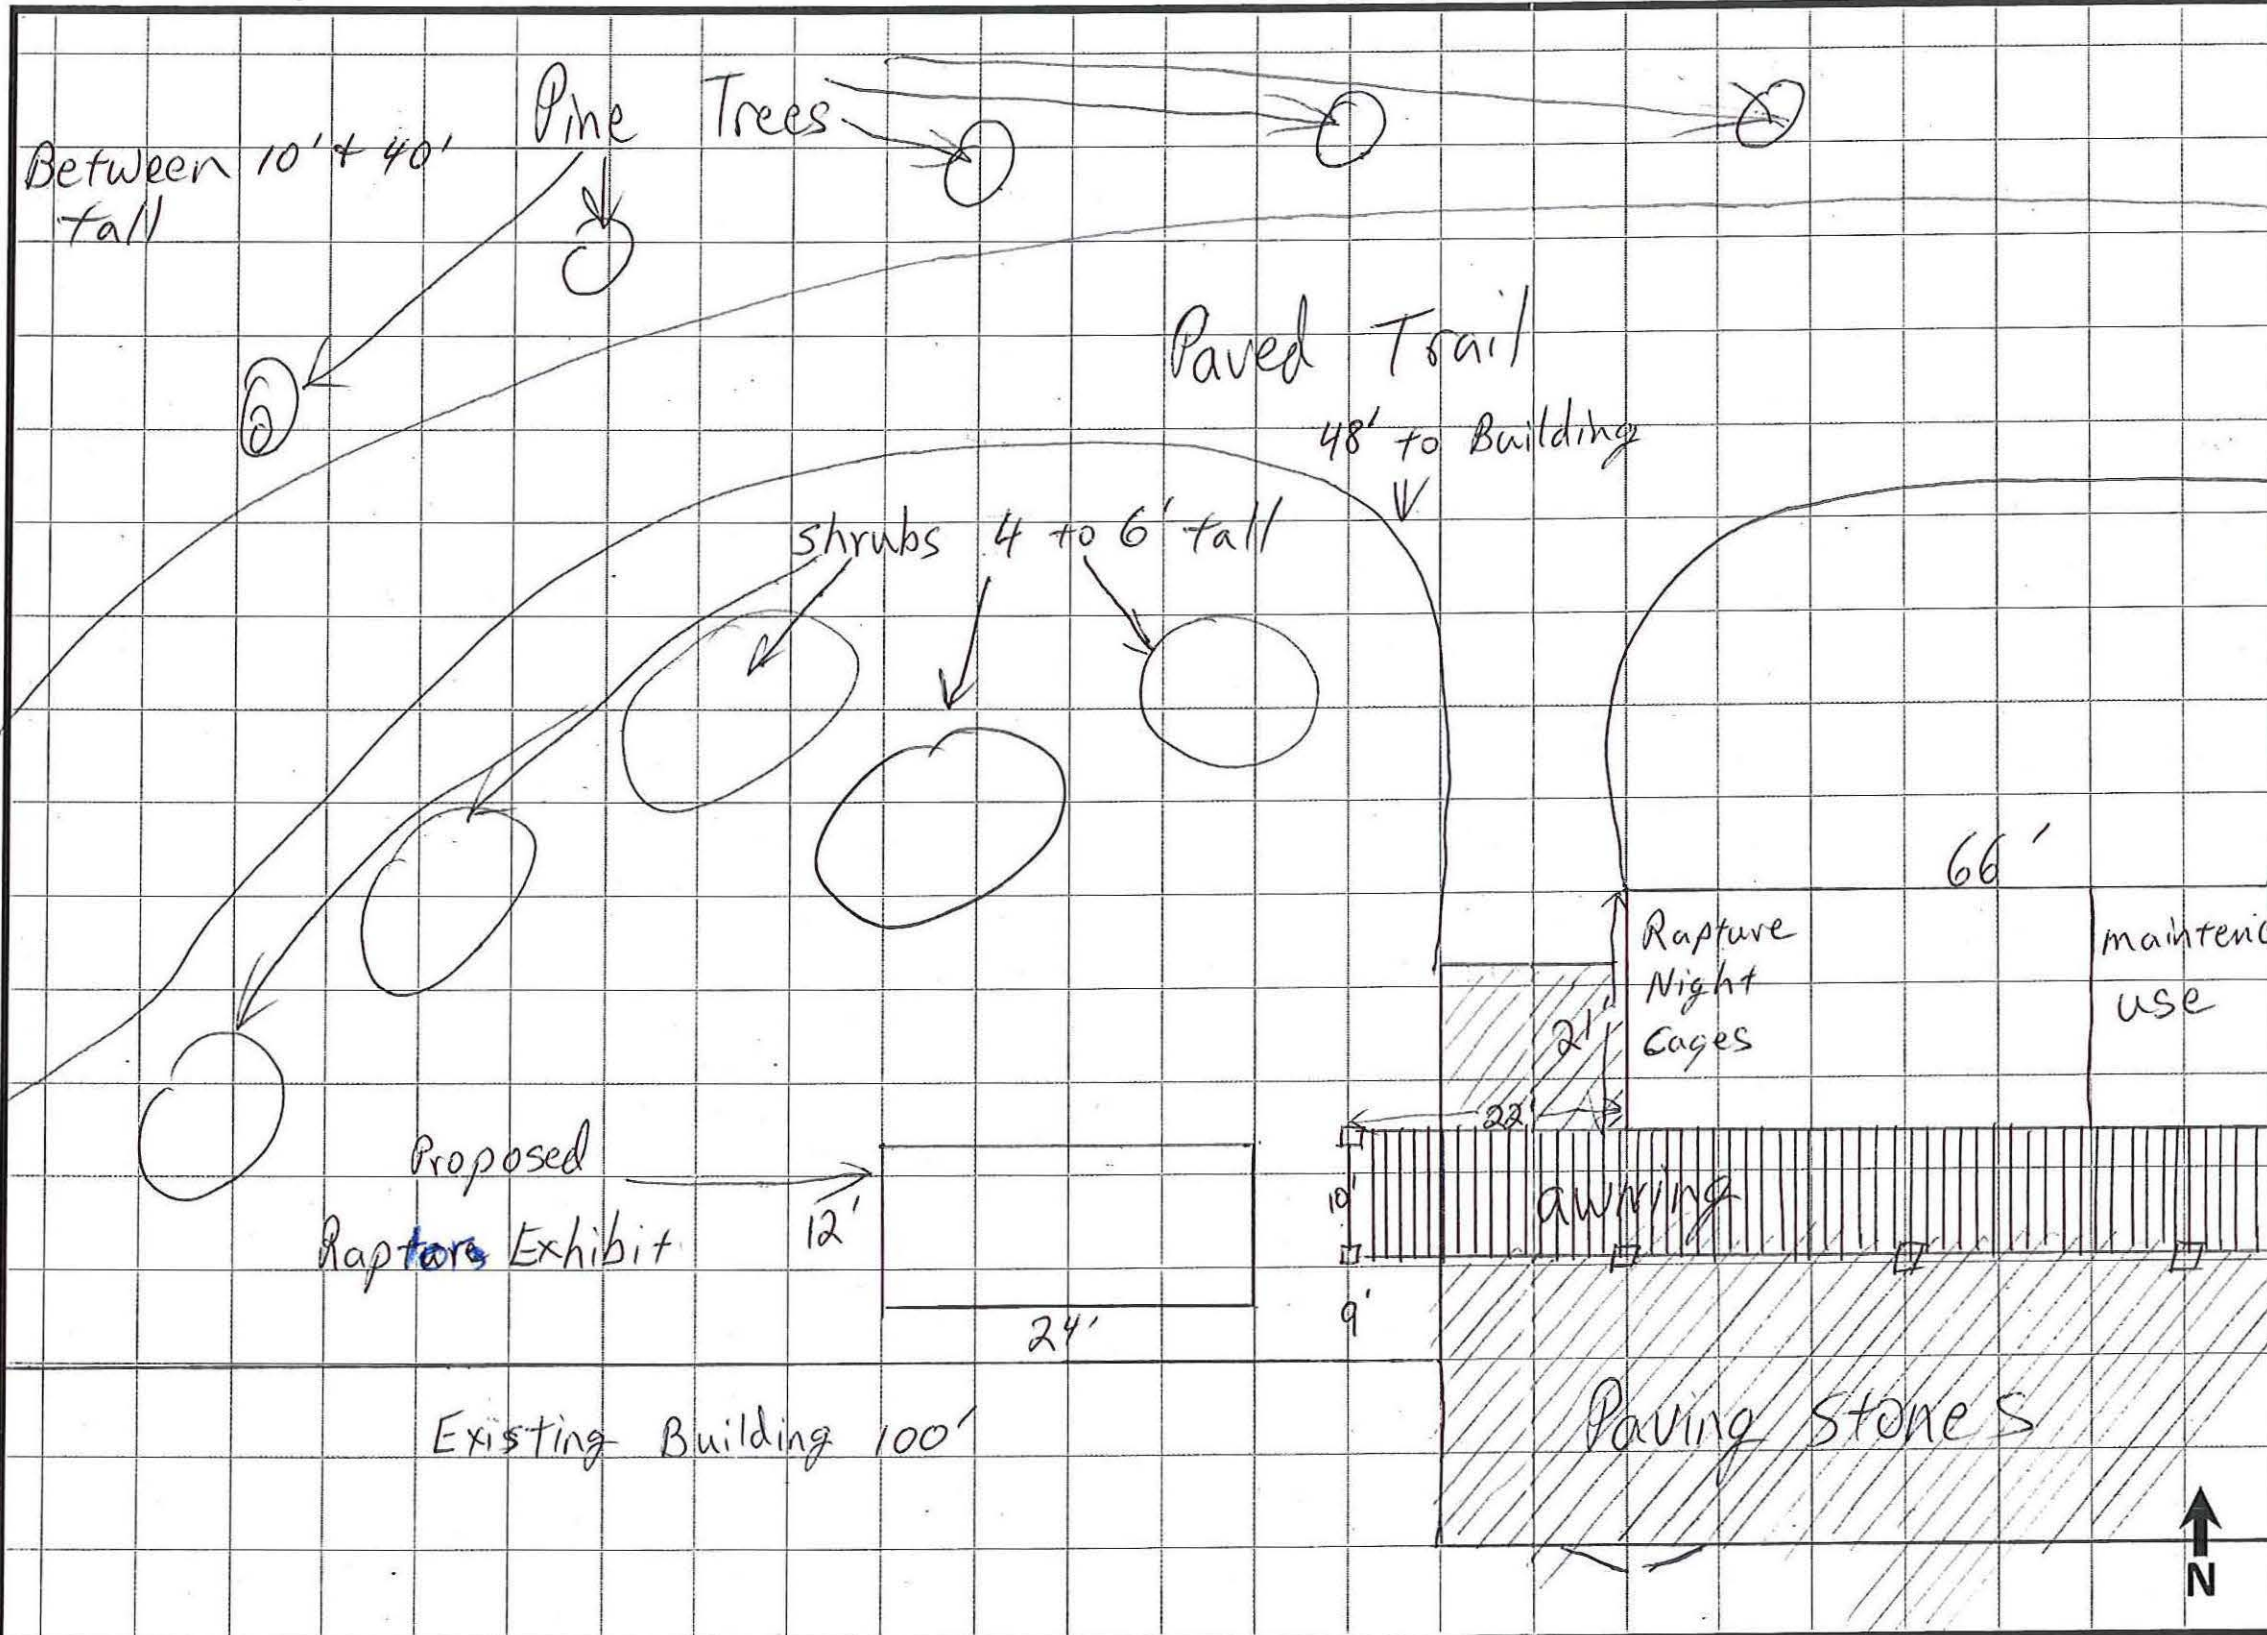 Pine Trees
Between 10' & 40'
tall
Paved Trail
48' to Building
shrubs 4 to 6' tall
66'
Rapture
Night
Cages
maintenc
use
21'
22'
Proposed
Raptors Exhibit
12'
24'
10'
awning
9'
Existing Building 100'
Paving Stones
N